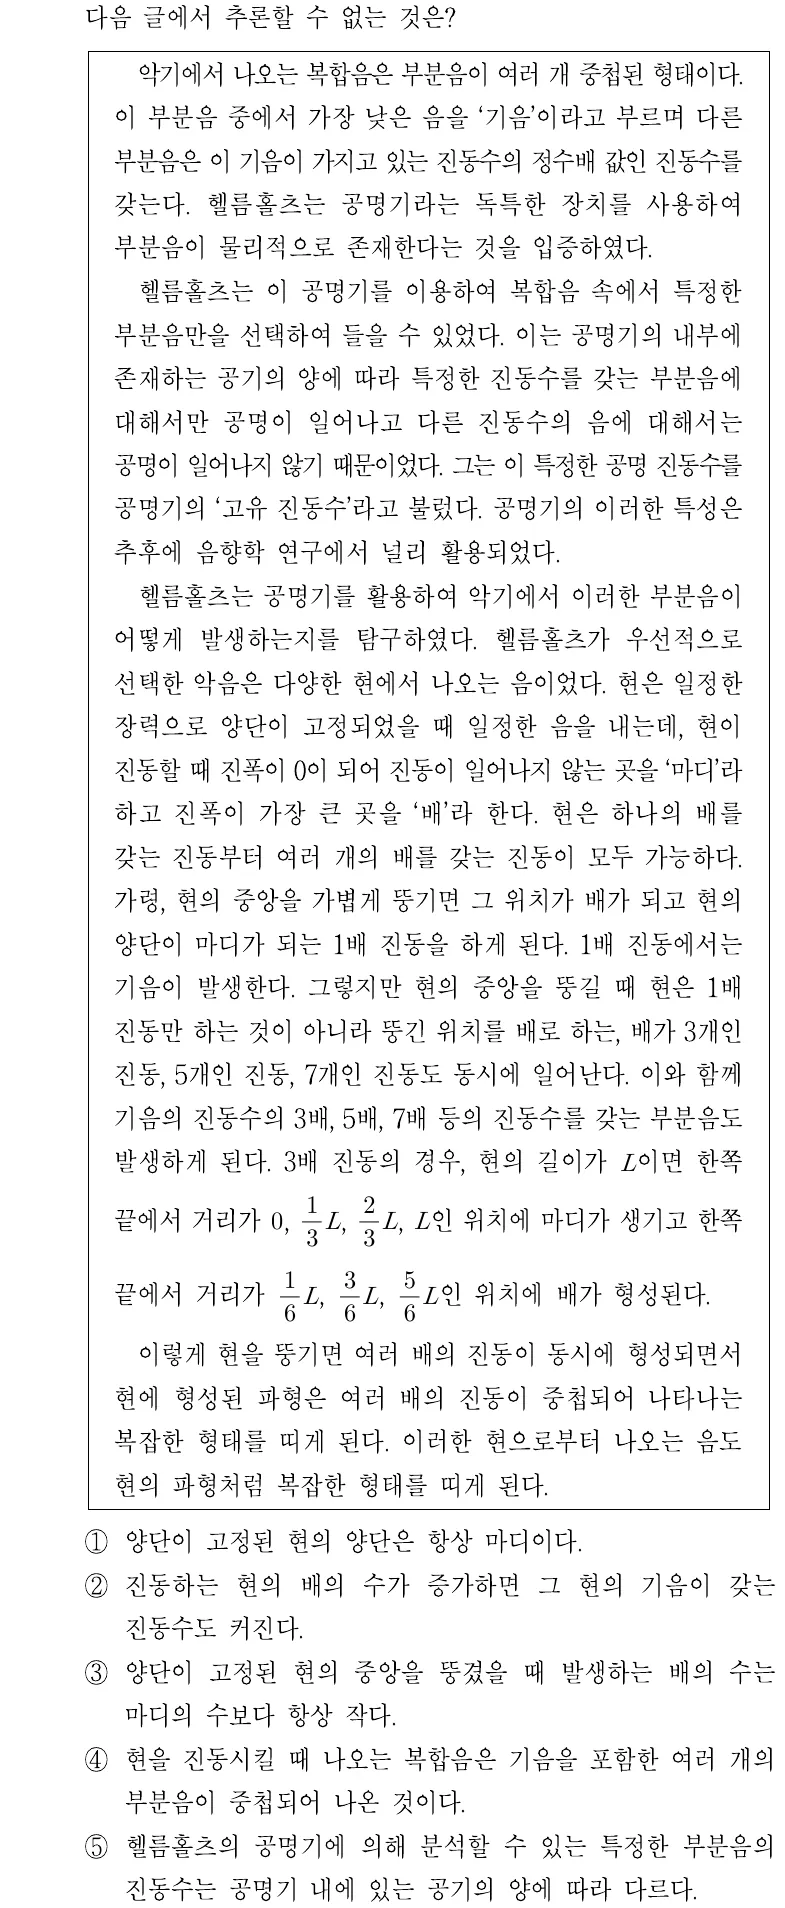 다음 글에서 추론할 수 없는 것은?
악기에서 나오는 복합음은 부분음이 여러 개 중첩된 형태이다.
이 부분음 중에서 가장 낮은 음을 ‘기음’이라고 부르며 다른
부분음은 이 기음이 가지고 있는 진동수의 정수배 값인 진동수를
갖는다. 헬름홀츠는 공명기라는 독특한 장치를 사용하여
부분음이 물리적으로 존재한다는 것을 입증하였다.
헬름홀츠는 이 공명기를 이용하여 복합음 속에서 특정한
부분음만을 선택하여 들을 수 있었다. 이는 공명기의 내부에
존재하는 공기의 양에 따라 특정한 진동수를 갖는 부분음에
대해서만 공명이 일어나고 다른 진동수의 음에 대해서는
공명이 일어나지 않기 때문이었다. 그는 이 특정한 공명 진동수를
공명기의 ‘고유 진동수’라고 불렀다. 공명기의 이러한 특성은
추후에 음향학 연구에서 널리 활용되었다.
헬름홀츠는 공명기를 활용하여 악기에서 이러한 부분음이
어떻게 발생하는지를 탐구하였다. 헬름홀츠가 우선적으로
선택한 악음은 다양한 현에서 나오는 음이었다. 현은 일정한
장력으로 양단이 고정되었을 때 일정한 음을 내는데, 현이
진동할 때 진폭이 0이 되어 진동이 일어나지 않는 곳을 ‘마디’라
하고 진폭이 가장 큰 곳을 ‘배’라 한다. 현은 하나의 배를
갖는 진동부터 여러 개의 배를 갖는 진동이 모두 가능하다.
가령, 현의 중앙을 가볍게 뚱기면 그 위치가 배가 되고 현의
양단이 마디가 되는 1배 진동을 하게 된다. 1배 진동에서는
기음이 발생한다. 그렇지만 현의 중앙을 뚱길 때 현은 1배
진동만 하는 것이 아니라 뚱긴 위치를 배로 하는, 배가 3개인
진동, 5개인 진동, 7개인 진동도 동시에 일어난다. 이와 함께
기음의 진동수의 3배, 5배, 7배 등의 진동수를 갖는 부분음도
발생하게 된다. 3배 진동의 경우, 현의 길이가 L이면 한쪽
끝에서 거리가 0, 1/3 L, 2/3 L, L인 위치에 마디가 생기고 한쪽
끝에서 거리가 1/6 L, 3/6 L, 5/6 L인 위치에 배가 형성된다.
이렇게 현을 뚱기면 여러 배의 진동이 동시에 형성되면서
현에 형성된 파형은 여러 배의 진동이 중첩되어 나타나는
복잡한 형태를 띠게 된다. 이러한 현으로부터 나오는 음도
현의 파형처럼 복잡한 형태를 띠게 된다.
① 양단이 고정된 현의 양단은 항상 마디이다.
② 진동하는 현의 배의 수가 증가하면 그 현의 기음이 갖는
진동수도 커진다.
③ 양단이 고정된 현의 중앙을 뚱겼을 때 발생하는 배의 수는
마디의 수보다 항상 작다.
④ 현을 진동시킬 때 나오는 복합음은 기음을 포함한 여러 개의
부분음이 중첩되어 나온 것이다.
⑤ 헬름홀츠의 공명기에 의해 분석할 수 있는 특정한 부분음의
진동수는 공명기 내에 있는 공기의 양에 따라 다르다.